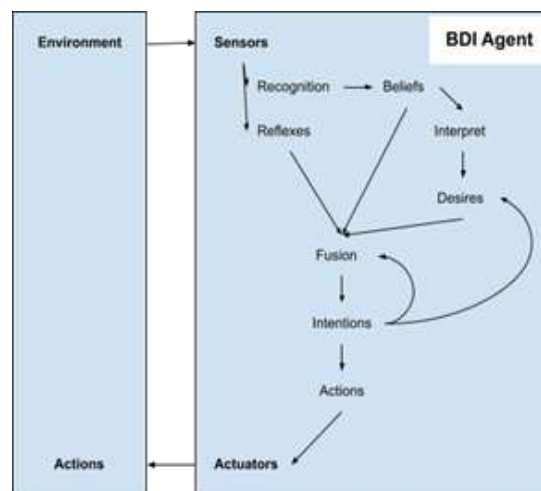 Environment
Sensors
BDI Agent
Recognition
Beliefs
Reflexes
Interpret
Desires
Fusion
Intentions
Actions
Actions
Actuators